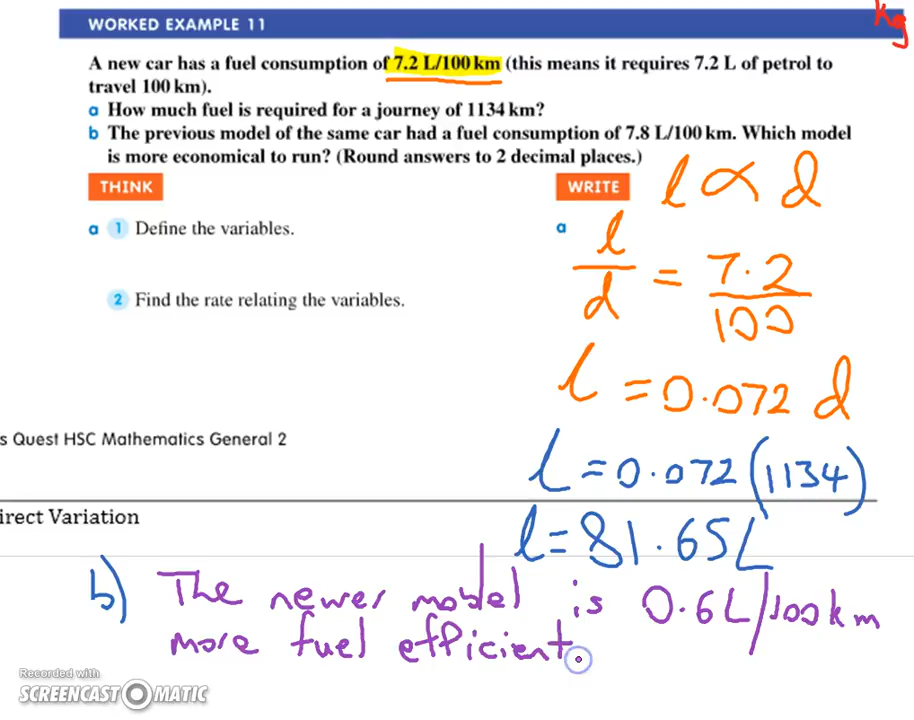 kg
WORKED EXAMPLE 11
A new car has a fuel consumption of 7.2 L/100 km (this means it requires 7.2 L of petrol to
travel 100 km).
a How much fuel is required for a journey of 1134 km?
b The previous model of the same car had a fuel consumption of 7.8 L/100 km. Which model
is more economical to run? (Round answers to 2 decimal places.)
THINK
WRITE
l ∝ d
a 1 Define the variables.
a
l/d = 7.2/100
2 Find the rate relating the variables.
l = 0.072 d
s Quest HSC Mathematics General 2
l = 0.072 (1134)
irect Variation
l = 81.65L
b) The newer model is 0.6L/100km
more fuel efficient
Recorded with
SCREENCAST-O-MATIC